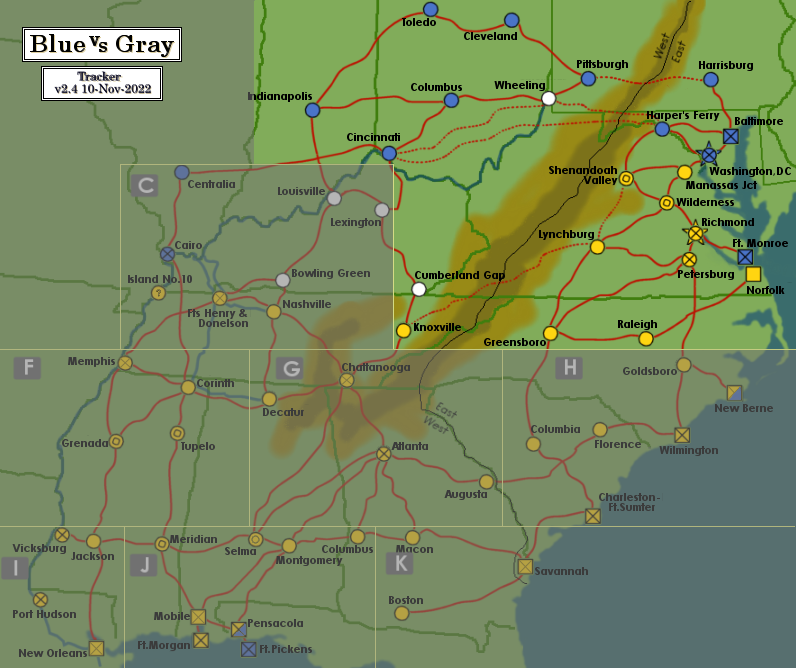 Blue vs Gray
Tracker
v2.4 10-Nov-2022
Toledo
Cleveland
West
East
Pittsburgh
Harrisburg
Wheeling
Columbus
Indianapolis
Harper's Ferry
Baltimore
Cincinnati
Washington,DC
Shenandoah
Valley
Manassas Jct
C
Centralia
Louisville
Lexington
Wilderness
Richmond
Lynchburg
Ft. Monroe
Cairo
Petersburg
Norfolk
Island No.10
Bowling Green
Cumberland Gap
Fts Henry &
Donelson
Nashville
Knoxville
Greensboro
Raleigh
F
Memphis
G
Chattanooga
H
Goldsboro
Corinth
Decatur
East
West
New Berne
Grenada
Tupelo
Atlanta
Columbia
Florence
Wilmington
Augusta
Charleston-
Ft.Sumter
Vicksburg
Jackson
Meridian
Selma
Montgomery
Columbus
Macon
I
J
K
Savannah
Port Hudson
Boston
Mobile
Pensacola
New Orleans
Ft.Morgan
Ft.Pickens